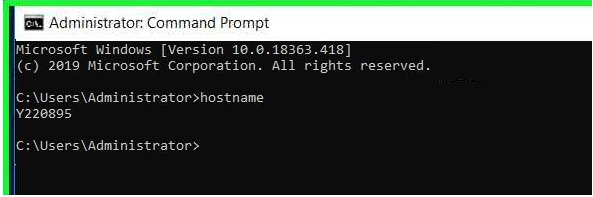 Administrator: Command Prompt
Microsoft Windows [Version 10.0.18363.418]
(c) 2019 Microsoft Corporation. All rights reserved.
C:\Users\Administrator>hostname
Y220895
C:\Users\Administrator>